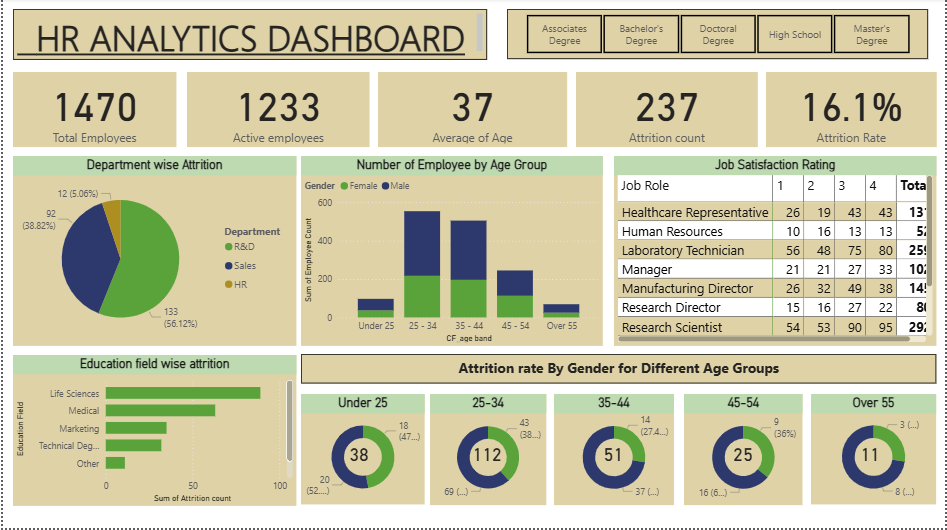 HR ANALYTICS DASHBOARD
Associates
Degree
Bachelor's
Degree
Doctoral
Degree
High School
Master's
Degree
1470
Total Employees
1233
Active employees
37
Average of Age
237
Attrition count
16.1%
Attrition Rate
Department wise Attrition
12 (5.06%)
92
(38.82%)
133
(56.12%)
Department
R&D
Sales
HR
Number of Employee by Age Group
Gender Female Male
Sum of Employee Count
600
400
200
0
Under 25 25 - 34 35 - 44 45 - 54 Over 55
CF_age band
Job Satisfaction Rating
Job Role 1 2 3 4 Tota
Healthcare Representative 26 19 43 43 13
Human Resources 10 16 13 13 5
Laboratory Technician 56 48 75 80 25
Manager 21 21 27 33 10
Manufacturing Director 26 32 49 38 14
Research Director 15 16 27 22 8
Research Scientist 54 53 90 95 29
Education field wise attrition
Education Field
Life Sciences
Medical
Marketing
Technical Deg...
Other
0 50 100
Sum of Attrition count
Attrition rate By Gender for Different Age Groups
Under 25
38
18
(47...)
20
(52....)
25-34
112
43
(38...)
69 (...)
35-44
51
14
(27.4...)
37 (...)
45-54
25
9
(36%)
16 (6...)
Over 55
11
3 (...)
8 (...)